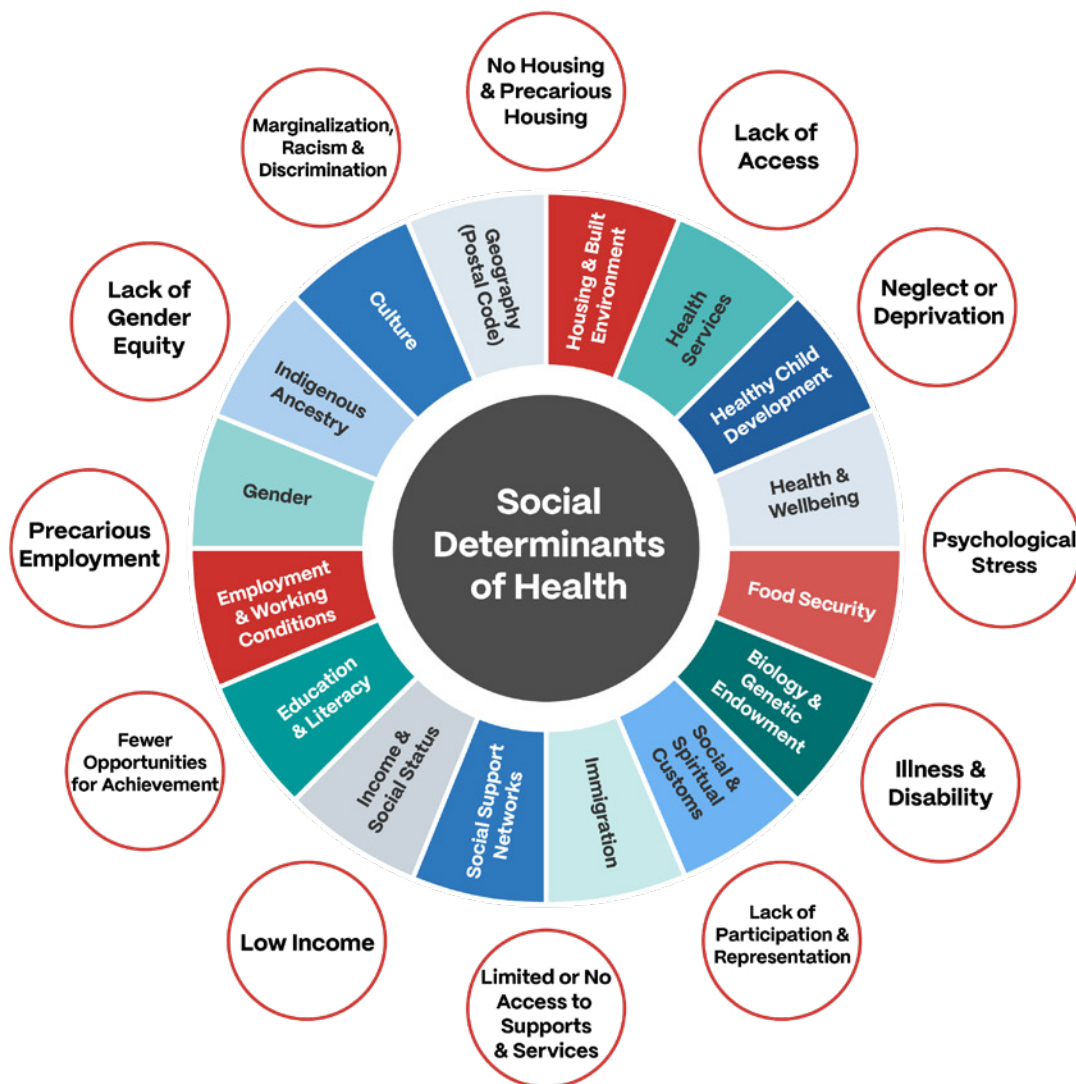 No Housing
& Precarious
Housing
Lack of
Access
Neglect or
Deprivation
Psychological
Stress
Illness &
Disability
Lack of
Participation &
Representation
Limited or No
Access to
Supports
& Services
Low Income
Fewer
Opportunities
for Achievement
Precarious
Employment
Lack of
Gender
Equity
Marginalization,
Racism &
Discrimination
Housing & Built
Environment
Health
Services
Healthy Child
Development
Health &
Wellbeing
Food Security
Biology &
Genetic
Endowment
Social &
Spiritual
Customs
Immigration
Social Support
Networks
Income &
Social Status
Education
& Literacy
Employment
& Working
Conditions
Gender
Indigenous
Ancestry
Culture
Geography
(Postal Code)
Social
Determinants
of Health